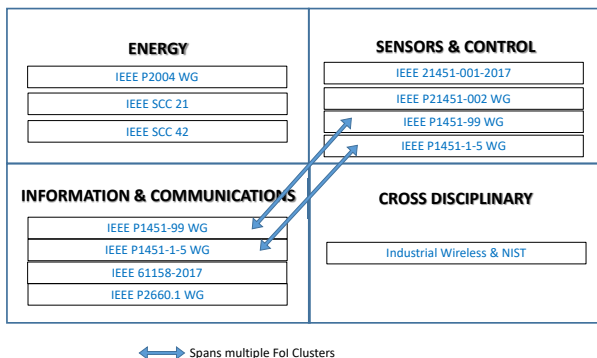 ENERGY
IEEE P2004 WG
IEEE SCC 21
IEEE SCC 42
SENSORS & CONTROL
IEEE 21451-001-2017
IEEE P21451-002 WG
IEEE P1451-99 WG
IEEE P1451-1-5 WG
INFORMATION & COMMUNICATIONS
IEEE P1451-99 WG
IEEE P1451-1-5 WG
IEEE 61158-2017
IEEE P2660.1 WG
CROSS DISCIPLINARY
Industrial Wireless & NIST
Spans multiple FoI Clusters